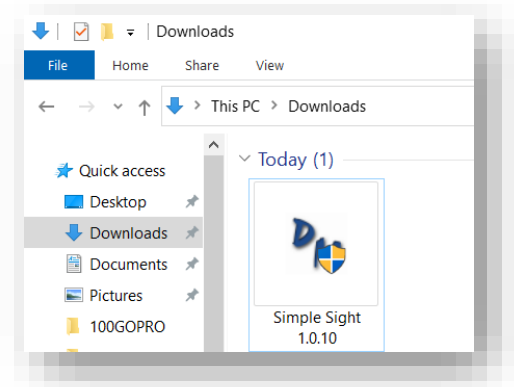 Downloads
File Home Share View
This PC > Downloads
Quick access
Desktop
Downloads
Documents
Pictures
100GOPRO
Today (1)
DM
Simple Sight
1.0.10